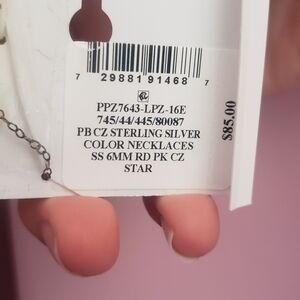 7 29881 91468 7
PPZ7643-LPZ-16E
745/44/445/80087
PB CZ STERLING SILVER
COLOR NECKLACES
SS 6MM RD PK CZ
STAR
$85.00